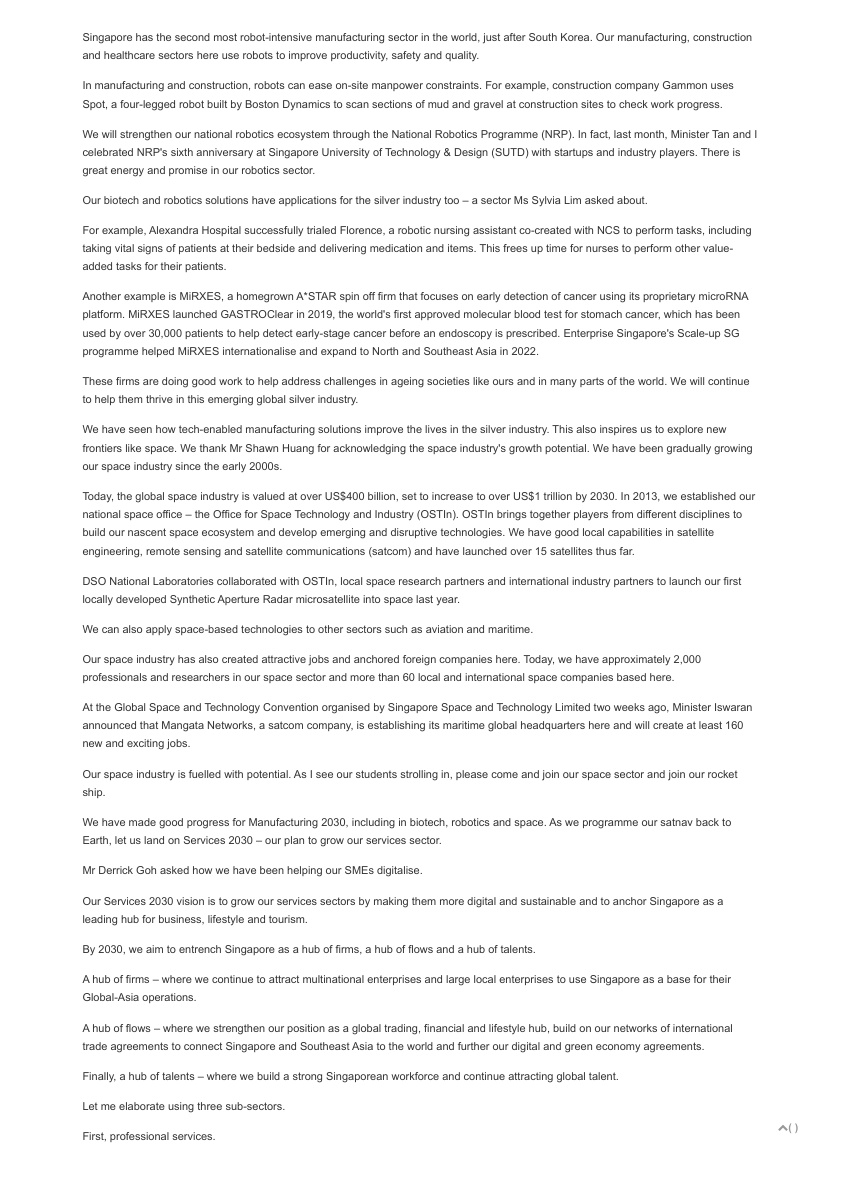 Singapore has the second most robot-intensive manufacturing sector in the world, just after South Korea. Our manufacturing, construction
and healthcare sectors here use robots to improve productivity, safety and quality.
In manufacturing and construction, robots can ease on-site manpower constraints. For example, construction company Gammon uses
Spot, a four-legged robot built by Boston Dynamics to scan sections of mud and gravel at construction sites to check work progress.
We will strengthen our national robotics ecosystem through the National Robotics Programme (NRP). In fact, last month, Minister Tan and I
celebrated NRP's sixth anniversary at Singapore University of Technology & Design (SUTD) with startups and industry players. There is
great energy and promise in our robotics sector.
Our biotech and robotics solutions have applications for the silver industry too – a sector Ms Sylvia Lim asked about.
For example, Alexandra Hospital successfully trialed Florence, a robotic nursing assistant co-created with NCS to perform tasks, including
taking vital signs of patients at their bedside and delivering medication and items. This frees up time for nurses to perform other value-
added tasks for their patients.
Another example is MiRXES, a homegrown A*STAR spin off firm that focuses on early detection of cancer using its proprietary microRNA
platform. MiRXES launched GASTROClear in 2019, the world's first approved molecular blood test for stomach cancer, which has been
used by over 30,000 patients to help detect early-stage cancer before an endoscopy is prescribed. Enterprise Singapore's Scale-up SG
programme helped MiRXES internationalise and expand to North and Southeast Asia in 2022.
These firms are doing good work to help address challenges in ageing societies like ours and in many parts of the world. We will continue
to help them thrive in this emerging global silver industry.
We have seen how tech-enabled manufacturing solutions improve the lives in the silver industry. This also inspires us to explore new
frontiers like space. We thank Mr Shawn Huang for acknowledging the space industry's growth potential. We have been gradually growing
our space industry since the early 2000s.
Today, the global space industry is valued at over US$400 billion, set to increase to over US$1 trillion by 2030. In 2013, we established our
national space office – the Office for Space Technology and Industry (OSTIn). OSTIn brings together players from different disciplines to
build our nascent space ecosystem and develop emerging and disruptive technologies. We have good local capabilities in satellite
engineering, remote sensing and satellite communications (satcom) and have launched over 15 satellites thus far.
DSO National Laboratories collaborated with OSTIn, local space research partners and international industry partners to launch our first
locally developed Synthetic Aperture Radar microsatellite into space last year.
We can also apply space-based technologies to other sectors such as aviation and maritime.
Our space industry has also created attractive jobs and anchored foreign companies here. Today, we have approximately 2,000
professionals and researchers in our space sector and more than 60 local and international space companies based here.
At the Global Space and Technology Convention organised by Singapore Space and Technology Limited two weeks ago, Minister Iswaran
announced that Mangata Networks, a satcom company, is establishing its maritime global headquarters here and will create at least 160
new and exciting jobs.
Our space industry is fuelled with potential. As I see our students strolling in, please come and join our space sector and join our rocket
ship.
We have made good progress for Manufacturing 2030, including in biotech, robotics and space. As we programme our satnav back to
Earth, let us land on Services 2030 – our plan to grow our services sector.
Mr Derrick Goh asked how we have been helping our SMEs digitalise.
Our Services 2030 vision is to grow our services sectors by making them more digital and sustainable and to anchor Singapore as a
leading hub for business, lifestyle and tourism.
By 2030, we aim to entrench Singapore as a hub of firms, a hub of flows and a hub of talents.
A hub of firms – where we continue to attract multinational enterprises and large local enterprises to use Singapore as a base for their
Global-Asia operations.
A hub of flows – where we strengthen our position as a global trading, financial and lifestyle hub, build on our networks of international
trade agreements to connect Singapore and Southeast Asia to the world and further our digital and green economy agreements.
Finally, a hub of talents – where we build a strong Singaporean workforce and continue attracting global talent.
Let me elaborate using three sub-sectors.
First, professional services.
( )